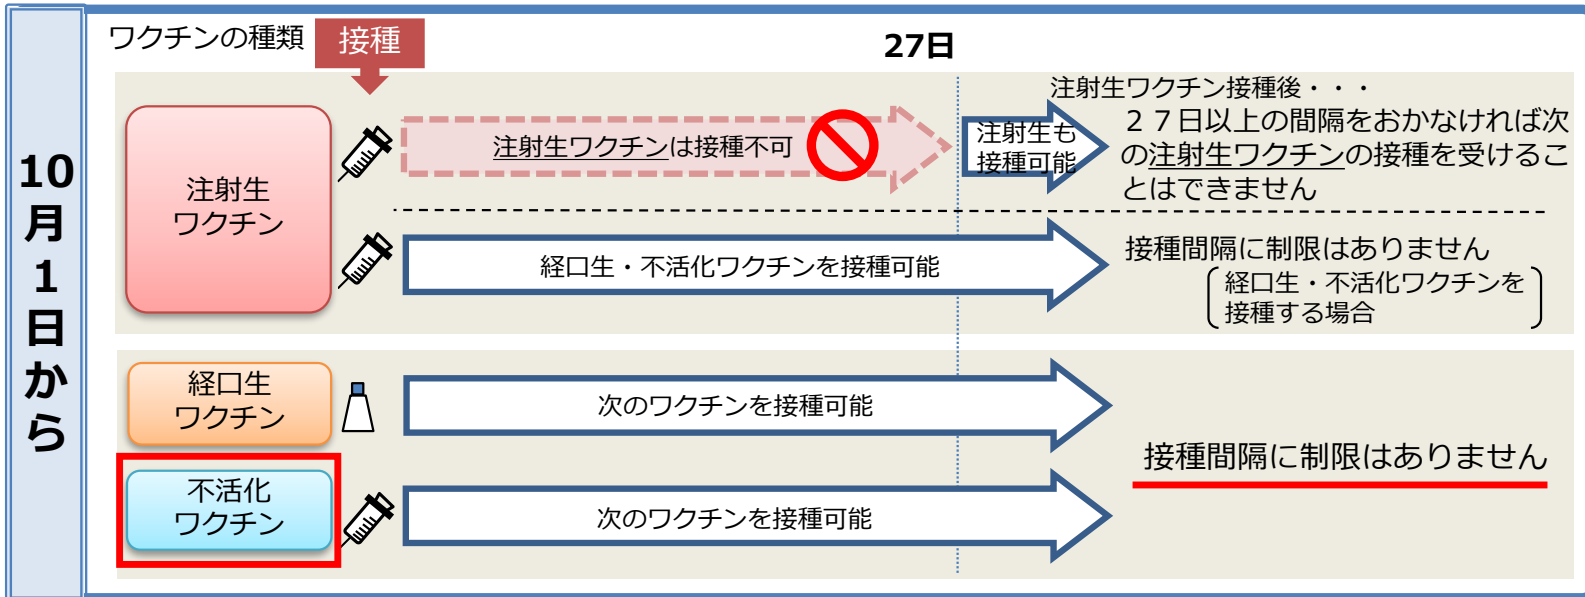 10月1日から
ワクチンの種類
接種
27日
注射生
ワクチン
注射生ワクチンは接種不可
注射生も
接種可能
注射生ワクチン接種後・・・
２７日以上の間隔をおかなければ次
の注射生ワクチンの接種を受けるこ
とはできません
経口生・不活化ワクチンを接種可能
接種間隔に制限はありません
経口生・不活化ワクチンを
接種する場合
経口生
ワクチン
次のワクチンを接種可能
接種間隔に制限はありません
不活化
ワクチン
次のワクチンを接種可能